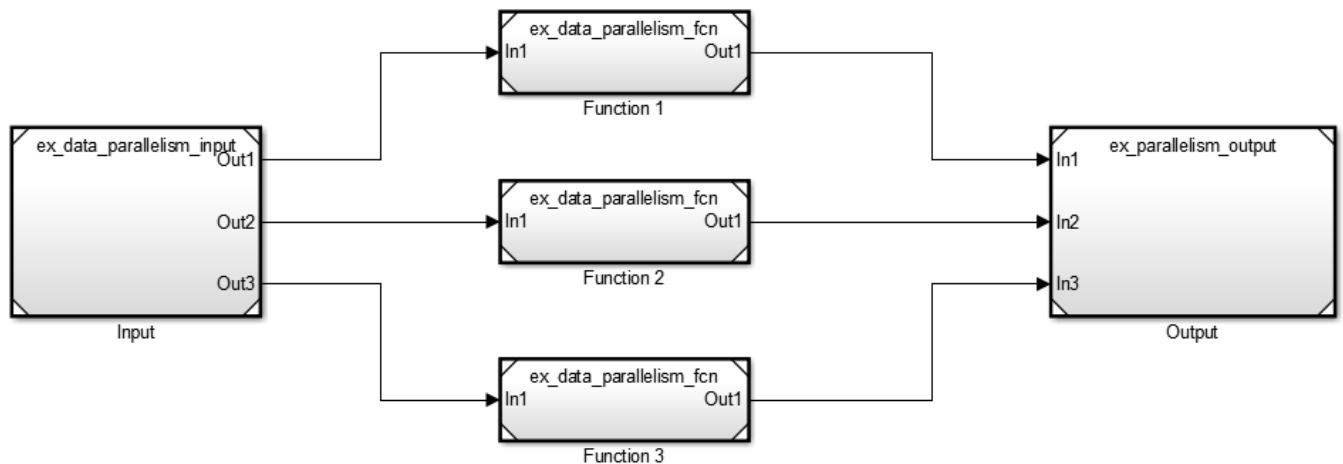 ex_data_parallelism_fcn
In1 Out1
Function 1
ex_data_parallelism_input
Out1
Out2
Out3
Input
ex_data_parallelism_fcn
In1 Out1
Function 2
ex_parallelism_output
In1
In2
In3
Output
ex_data_parallelism_fcn
In1 Out1
Function 3